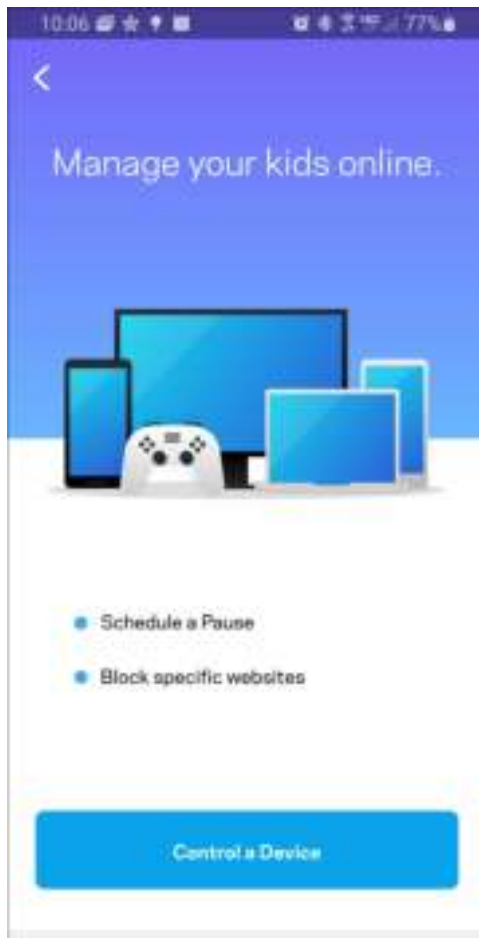 10:06
77%
Manage your kids online.
Schedule a Pause
Block specific websites
Control a Device